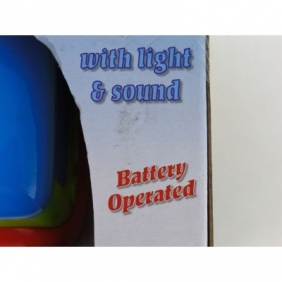 with light
& sound
Battery
Operated